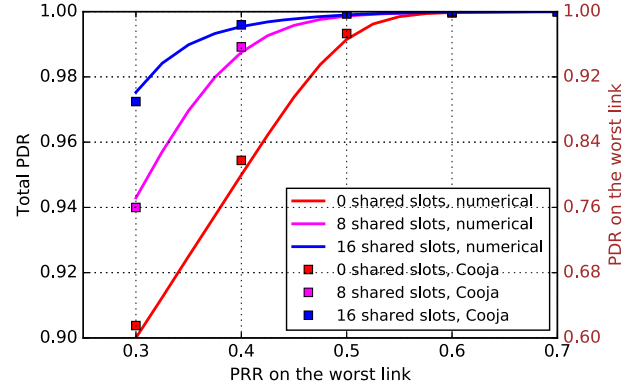 1.00
0.98
0.96
0.94
0.92
0.90
Total PDR
1.00
0.92
0.84
0.76
0.68
0.60
PDR on the worst link
0 shared slots, numerical
8 shared slots, numerical
16 shared slots, numerical
0 shared slots, Cooja
8 shared slots, Cooja
16 shared slots, Cooja
0.3 0.4 0.5 0.6 0.7
PRR on the worst link